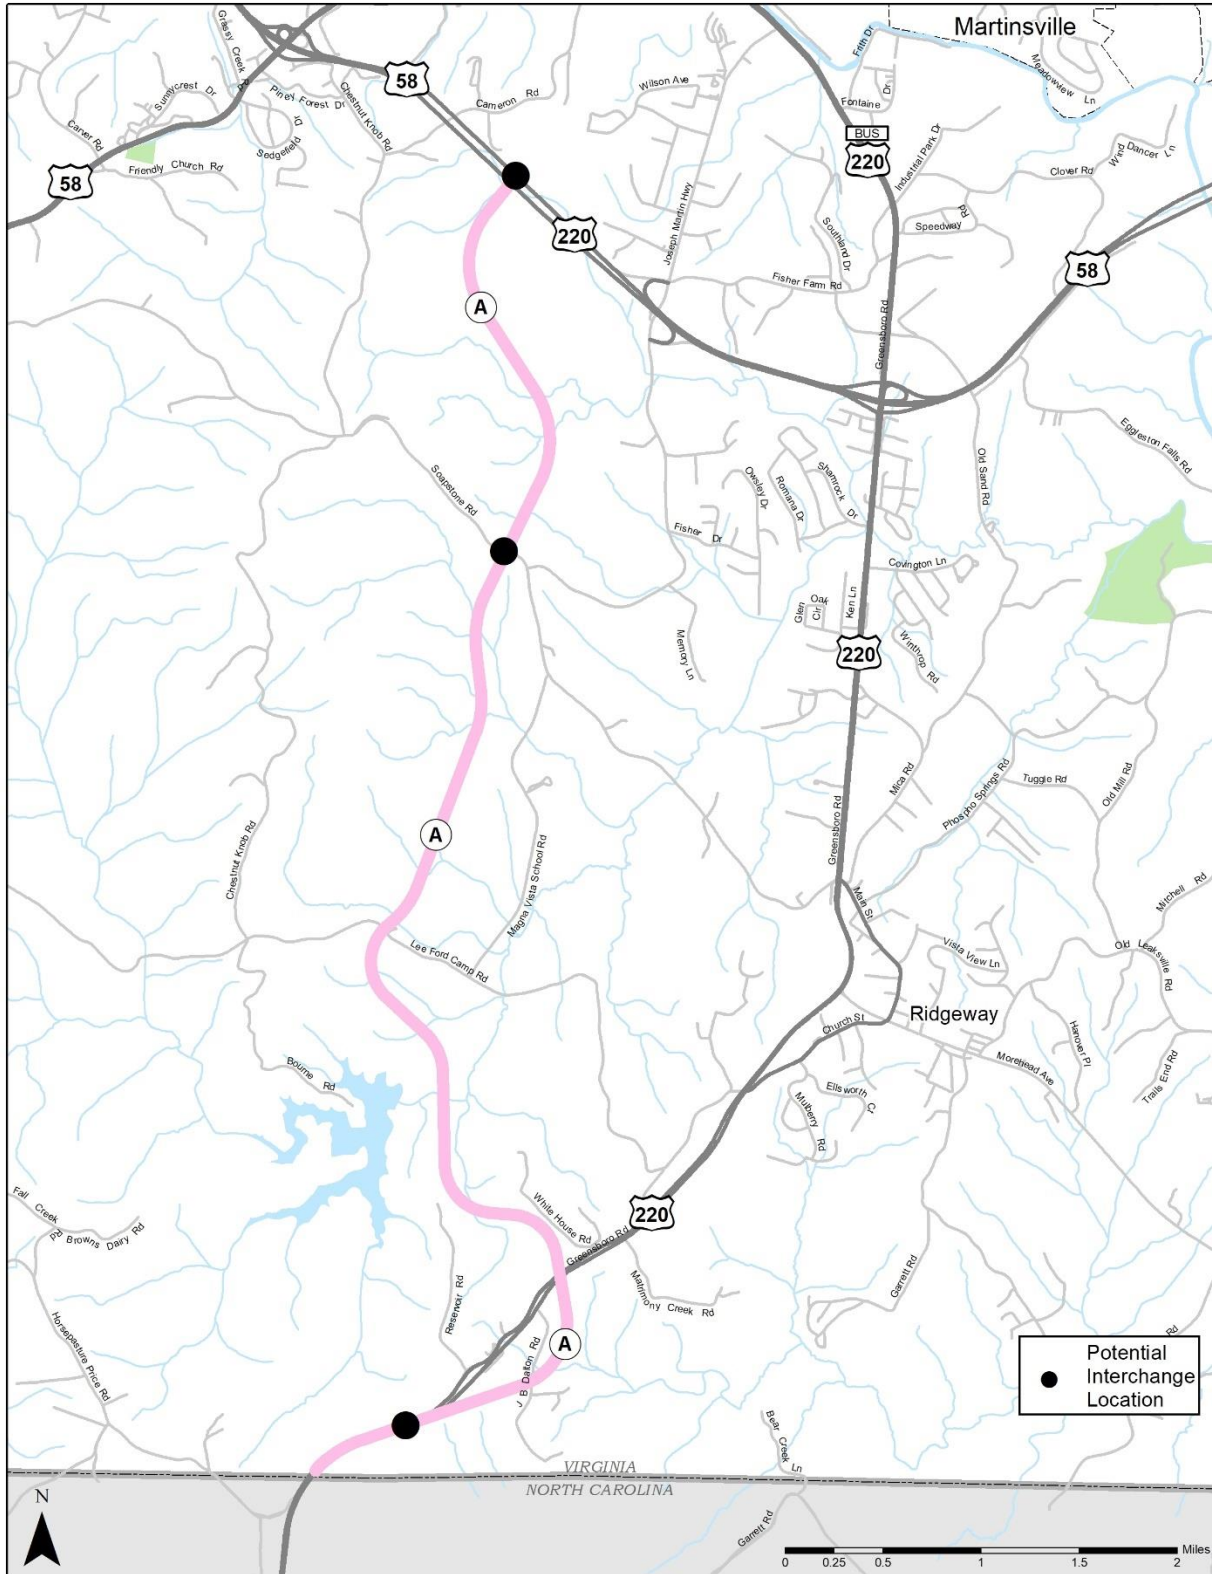 Martinsville
Grassy Creek Rd
Sunnycrest Dr
Piney Forest Dr
Chestnut Knob Rd
58
Cameron Rd
Wilson Ave
Frith Dr
Meadowview Ln
Fontaine Dr
BUS
220
Industrial Park Dr
Wind Dancer Ln
Clover Rd
Carver Rd
Sedgefield Dr
Friendly Church Rd
58
220
Joseph Martin Hwy
Southland Dr
Speedway Rd
58
Fisher Farm Rd
A
Greensboro Rd
Eggleston Falls Rd
Soapstone Rd
Owsley Dr
Romana Dr
Shamrock Dr
Old Sand Rd
Fisher Dr
Covington Ln
Glen Oak Cir
Ken Ln
Winthrop Rd
Memory Ln
220
Mica Rd
Phospho Springs Rd
Tuggle Rd
Old Mill Rd
Chestnut Knob Rd
A
Magna Vista School Rd
Greensboro Rd
Main St
Mitchell Rd
Lee Ford Camp Rd
Vista View Ln
Old Leaksville Rd
Ridgeway
Church St
Hanover Pl
Morehead Ave
Trails End Rd
Bourne Rd
Ellsworth Ct
Mulberry Rd
Fall Creek Rd
Browns Dairy Rd
White House Rd
220
Greensboro Rd
Reservoir Rd
Matrimony Creek Rd
Garrett Rd
Horsepasture Price Rd
A
J B Dalton Rd
Rd
Potential
Interchange
Location
Bear Creek Ln
VIRGINIA
NORTH CAROLINA
N
Garrett Rd
Miles
0 0.25 0.5 1 1.5 2